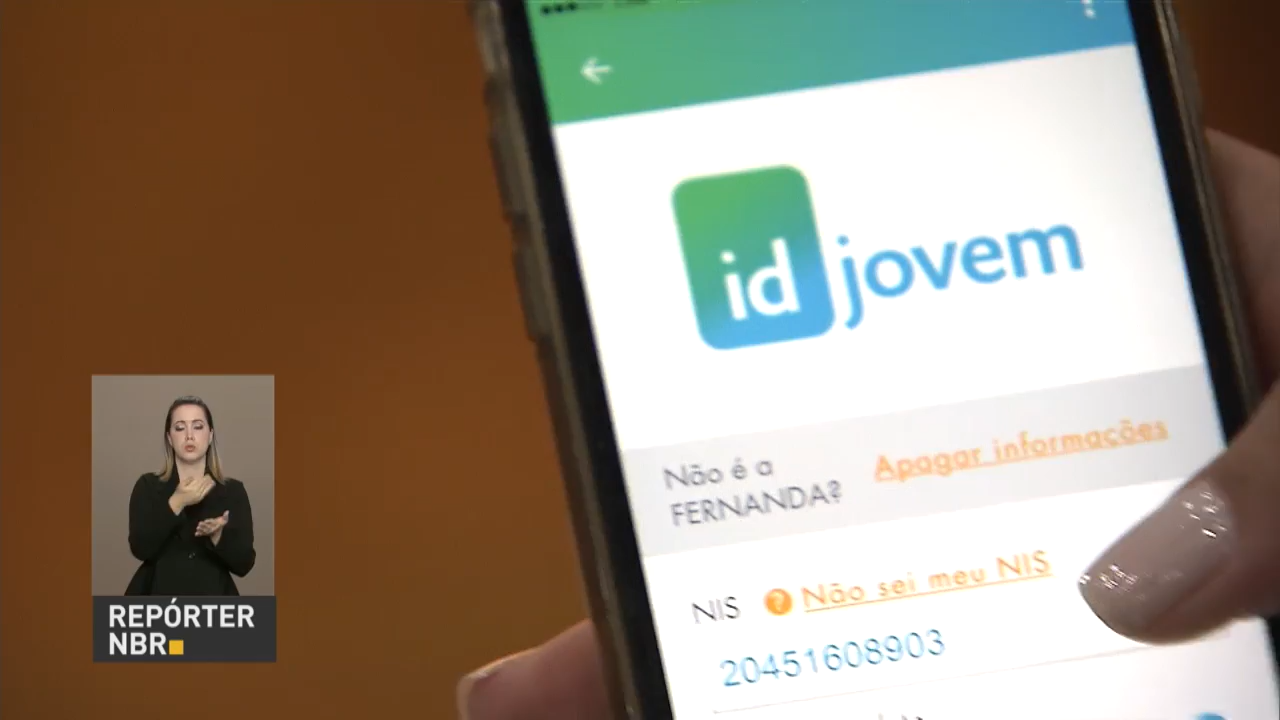 id jovem
Não é a
FERNANDA?
Apagar informações
NIS ? Não sei meu NIS
20451608903
REPÓRTER
NBR